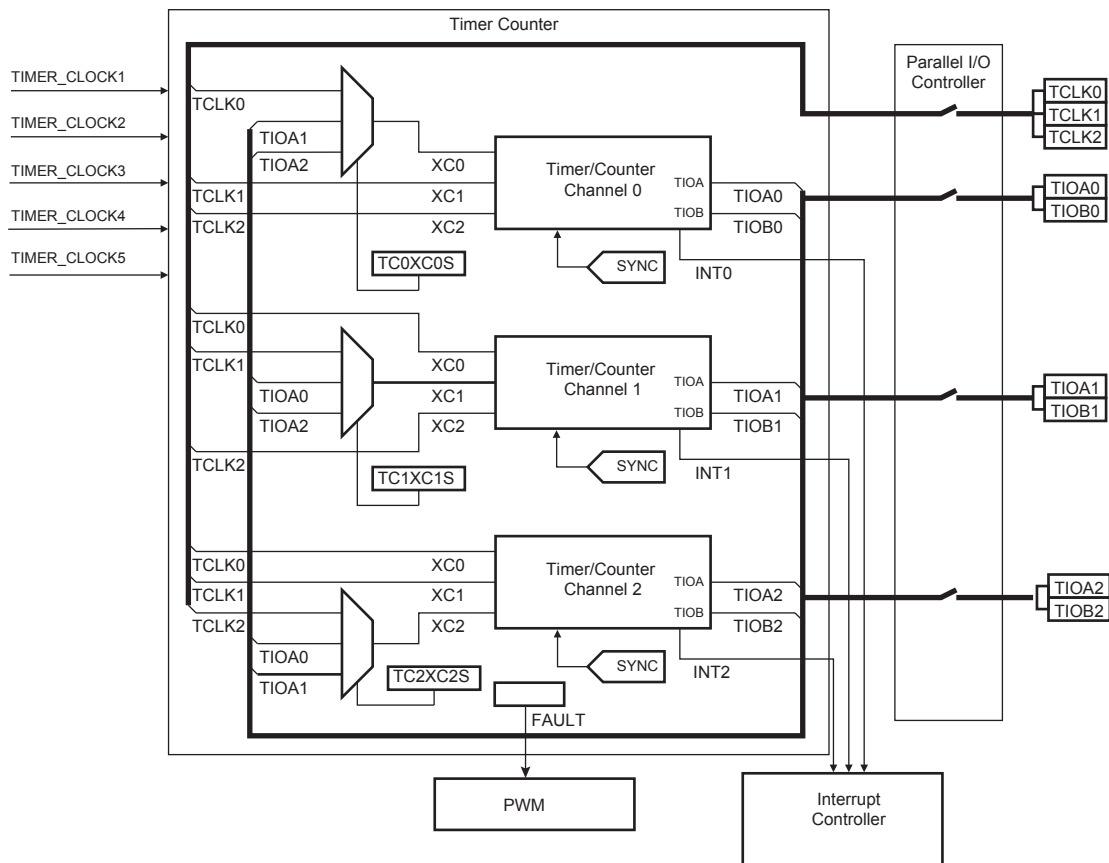 Timer Counter
TIMER_CLOCK1
TIMER_CLOCK2
TIMER_CLOCK3
TIMER_CLOCK4
TIMER_CLOCK5
Parallel I/O
Controller
TCLK0
TCLK1
TCLK2
TIOA0
TIOB0
TIOA1
TIOB1
TIOA2
TIOB2
TCLK0
TIOA1
TIOA2
TCLK1
TCLK2
XC0
XC1
XC2
Timer/Counter
Channel 0
TIOA
TIOB
TIOA0
TIOB0
TC0XC0S
SYNC
INT0
TCLK0
TCLK1
TIOA0
TIOA2
TCLK2
XC0
XC1
XC2
Timer/Counter
Channel 1
TIOA
TIOB
TIOA1
TIOB1
TC1XC1S
SYNC
INT1
TCLK0
TCLK1
TCLK2
TIOA0
TIOA1
XC0
XC1
XC2
Timer/Counter
Channel 2
TIOA
TIOB
TIOA2
TIOB2
TC2XC2S
SYNC
INT2
FAULT
PWM
Interrupt
Controller